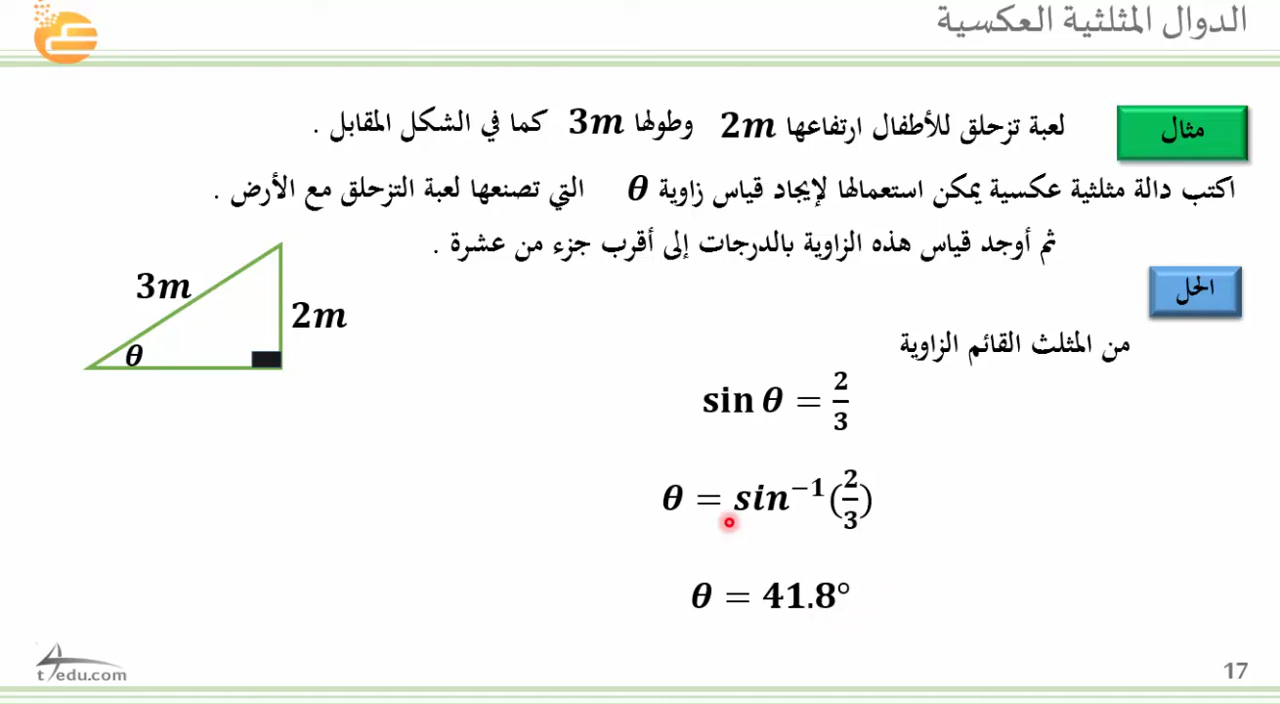 الدوال المثلثية العكسية
مثال
لعبة تزحلق للأطفال ارتفاعها 2m وطولها 3m كما في الشكل المقابل .
اكتب دالة مثلثية عكسية يمكن استعمالها لإيجاد قياس زاوية θ التي تصنعها لعبة التزحلق مع الأرض .
ثم أوجد قياس هذه الزاوية بالدرجات إلى أقرب جزء من عشرة .
3m
2m
θ
الحل
من المثلث القائم الزاوية
sin θ = 2/3
θ = sin⁻¹(2/3)
θ = 41.8°
t4edu.com
17